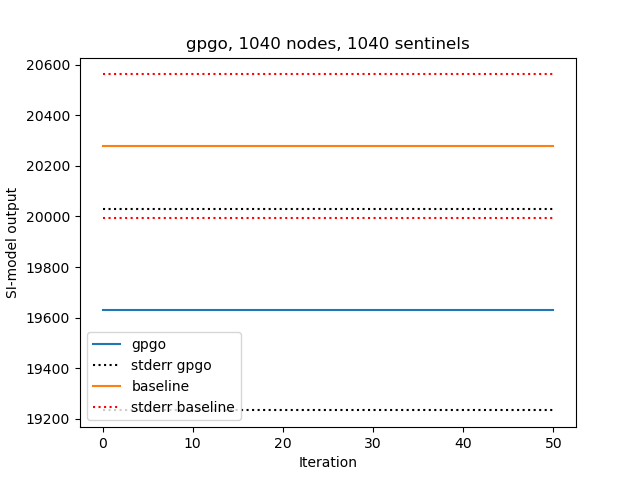 gpgo, 1040 nodes, 1040 sentinels
20600
20400
20200
20000
19800
19600
19400
19200
SI-model output
gpgo
stderr gpgo
baseline
stderr baseline
0 10 20 30 40 50
Iteration